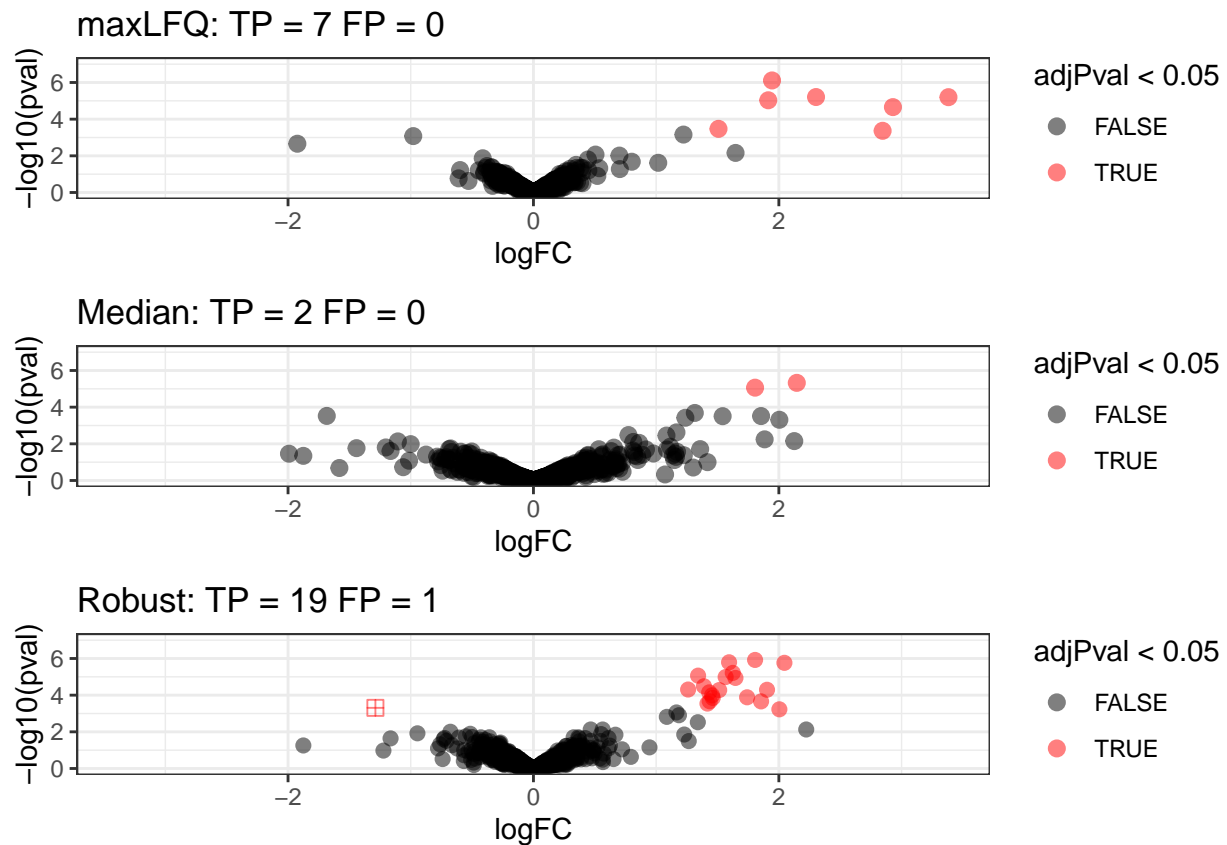 maxLFQ: TP = 7 FP = 0
−log10(pval)
6
4
2
0
−2
0
2
logFC
adjPval < 0.05
FALSE
TRUE
Median: TP = 2 FP = 0
−log10(pval)
6
4
2
0
−2
0
2
logFC
adjPval < 0.05
FALSE
TRUE
Robust: TP = 19 FP = 1
−log10(pval)
6
4
2
0
−2
0
2
logFC
adjPval < 0.05
FALSE
TRUE